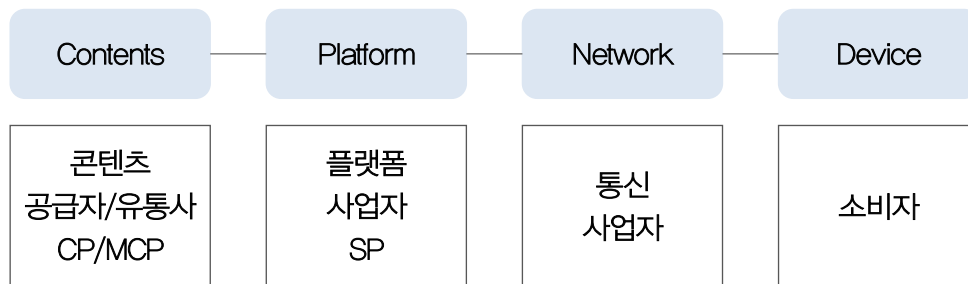 Contents
Platform
Network
Device
콘텐츠
공급자/유통사
CP/MCP
플랫폼
사업자
SP
통신
사업자
소비자